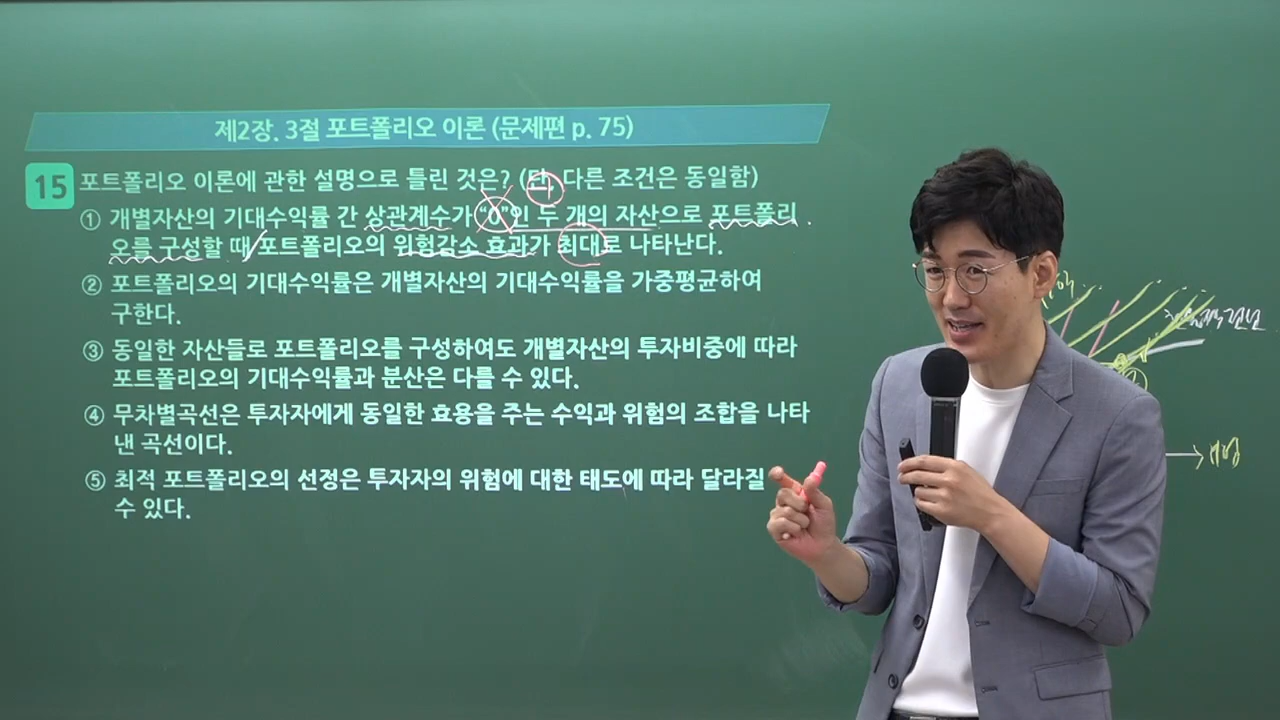 제2장. 3절 포트폴리오 이론 (문제편 p. 75)
15 포트폴리오 이론에 관한 설명으로 틀린 것은? (단, 다른 조건은 동일함)
① 개별자산의 기대수익률 간 상관계수가 "0"인 두 개의 자산으로 포트폴리
오를 구성할 때 포트폴리오의 위험감소 효과가 최대로 나타난다.
② 포트폴리오의 기대수익률은 개별자산의 기대수익률을 가중평균하여
구한다.
③ 동일한 자산들로 포트폴리오를 구성하여도 개별자산의 투자비중에 따라
포트폴리오의 기대수익률과 분산은 다를 수 있다.
④ 무차별곡선은 투자자에게 동일한 효용을 주는 수익과 위험의 조합을 나타
낸 곡선이다.
⑤ 최적 포트폴리오의 선정은 투자자의 위험에 대한 태도에 따라 달라질
수 있다.